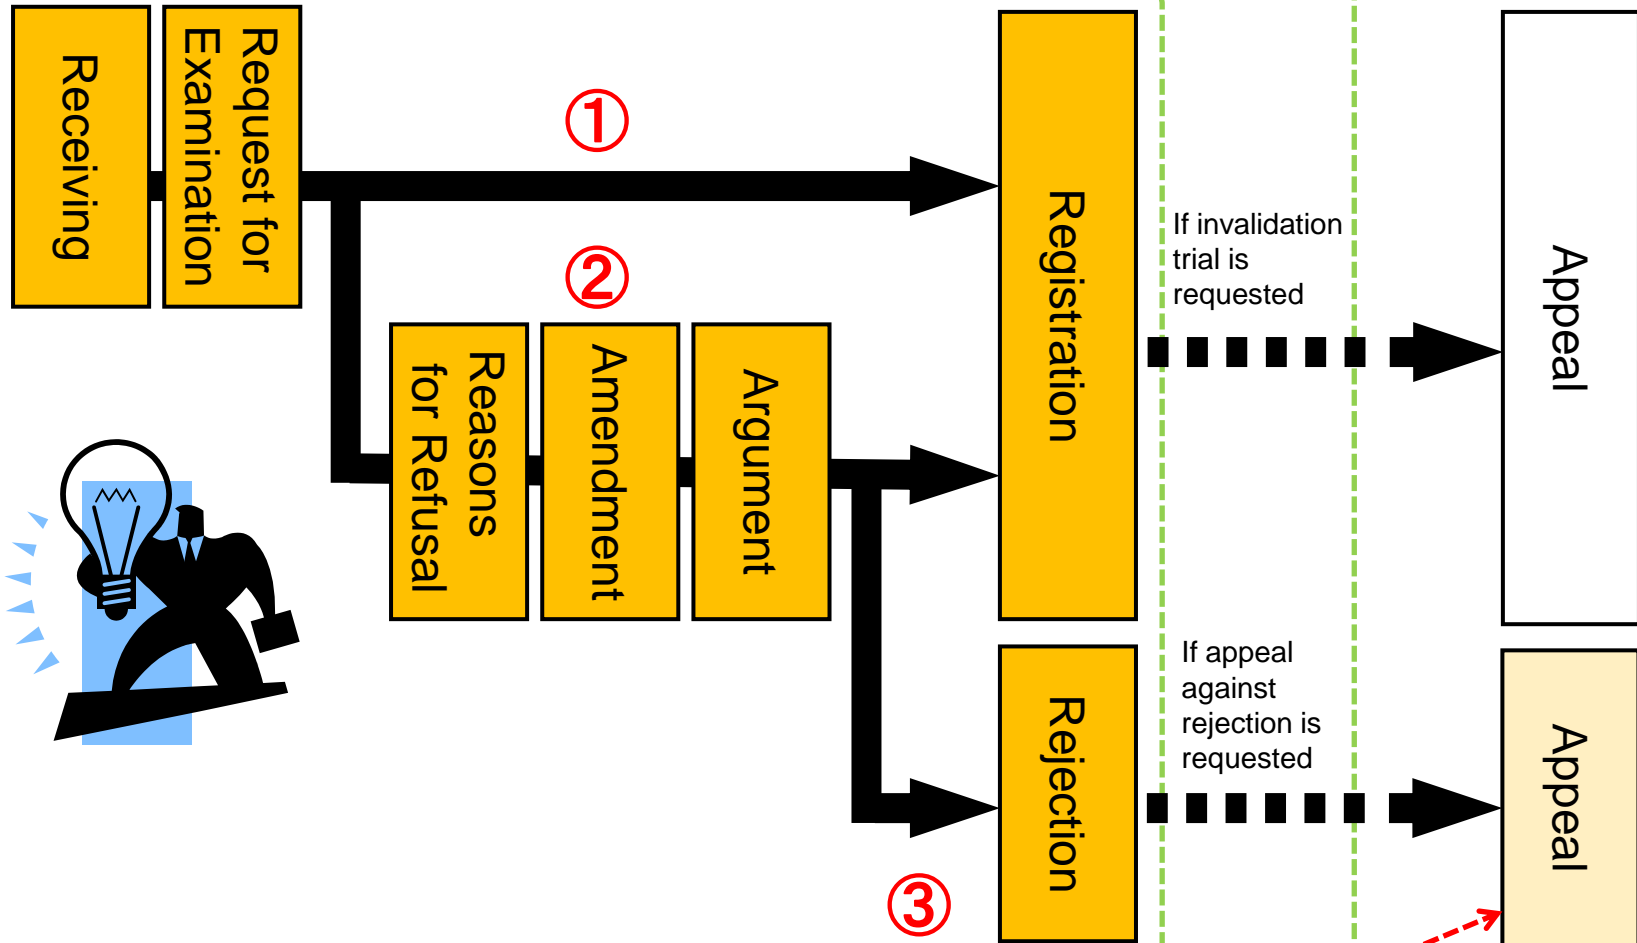 Receiving
Request for
Examination
①
②
Reasons
for Refusal
Amendment
Argument
Registration
If invalidation
trial is
requested
Appeal
③
Rejection
If appeal
against
rejection is
requested
Appeal